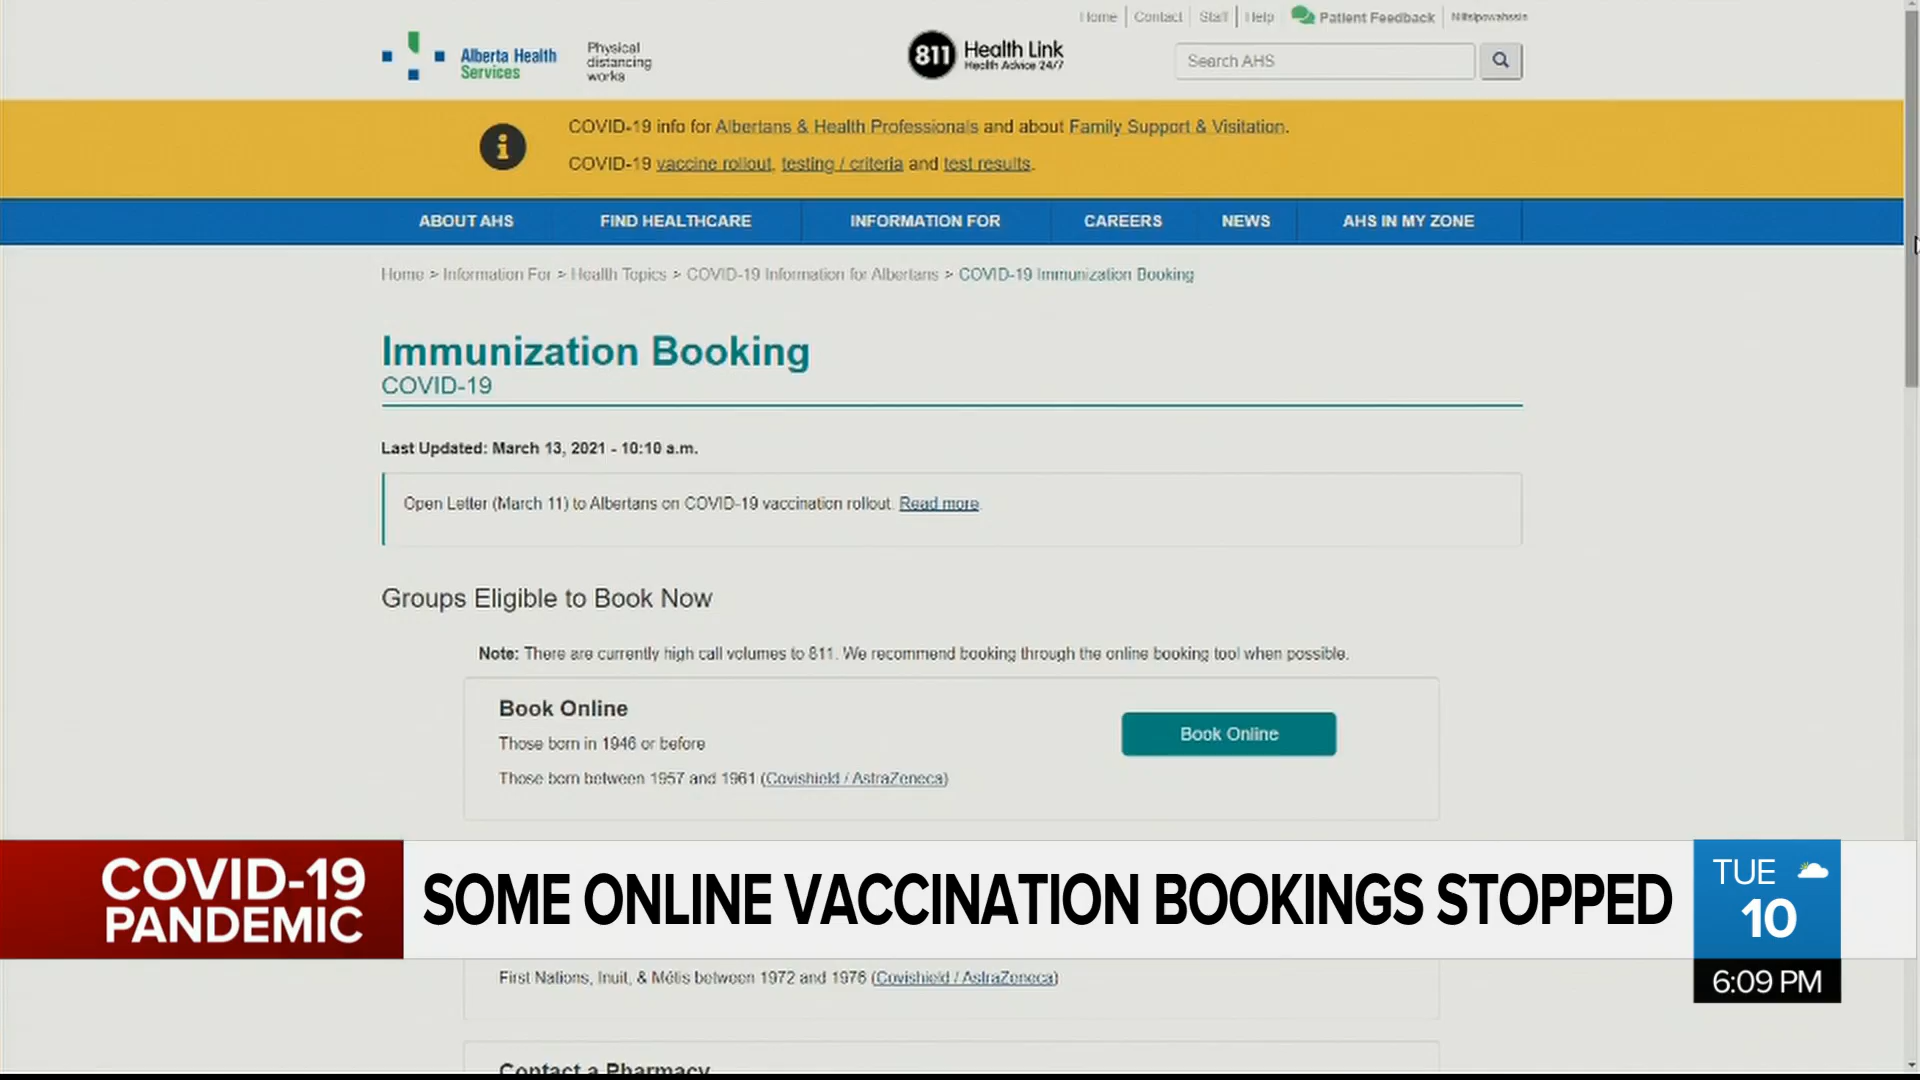 Home Contact Staff Help Patient Feedback
Alberta Health
Services
Physical
distancing
works
811 Health Link
Health Advice 24/7
Search AHS
COVID-19 info for Albertans & Health Professionals and about Family Support & Visitation.
COVID-19 vaccine rollout, testing / criteria and test results.
ABOUT AHS FIND HEALTHCARE INFORMATION FOR CAREERS NEWS AHS IN MY ZONE
Home > Information For > Health Topics > COVID-19 Information for Albertans > COVID-19 Immunization Booking
Immunization Booking
COVID-19
Last Updated: March 13, 2021 - 10:10 a.m.
Open Letter (March 11) to Albertans on COVID-19 vaccination rollout. Read more.
Groups Eligible to Book Now
Note: There are currently high call volumes to 811. We recommend booking through the online booking tool when possible.
Book Online
Those born in 1946 or before
Book Online
Those born between 1957 and 1961 (Covishield / AstraZeneca)
COVID-19
PANDEMIC
SOME ONLINE VACCINATION BOOKINGS STOPPED
TUE
10
6:09 PM
First Nations, Inuit, & Métis between 1972 and 1976 (Covishield / AstraZeneca)
Contact a Pharmacy